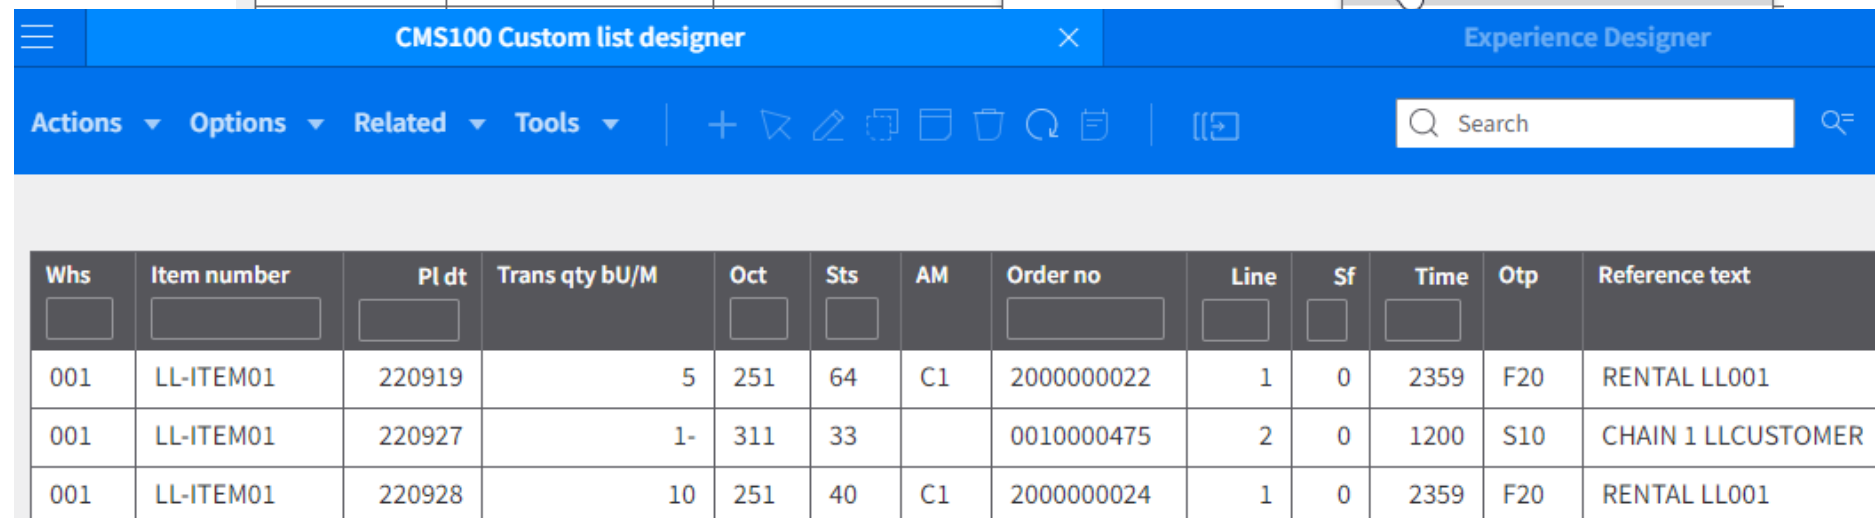 CMS100 Custom list designer Experience Designer
Actions Options Related Tools Search
Whs Item number Pl dt Trans qty bU/M Oct Sts AM Order no Line Sf Time Otp Reference text
001 LL-ITEM01 220919 5 251 64 C1 2000000022 1 0 2359 F20 RENTAL LL001
001 LL-ITEM01 220927 1- 311 33 0010000475 2 0 1200 S10 CHAIN 1 LLCUSTOMER
001 LL-ITEM01 220928 10 251 40 C1 2000000024 1 0 2359 F20 RENTAL LL001